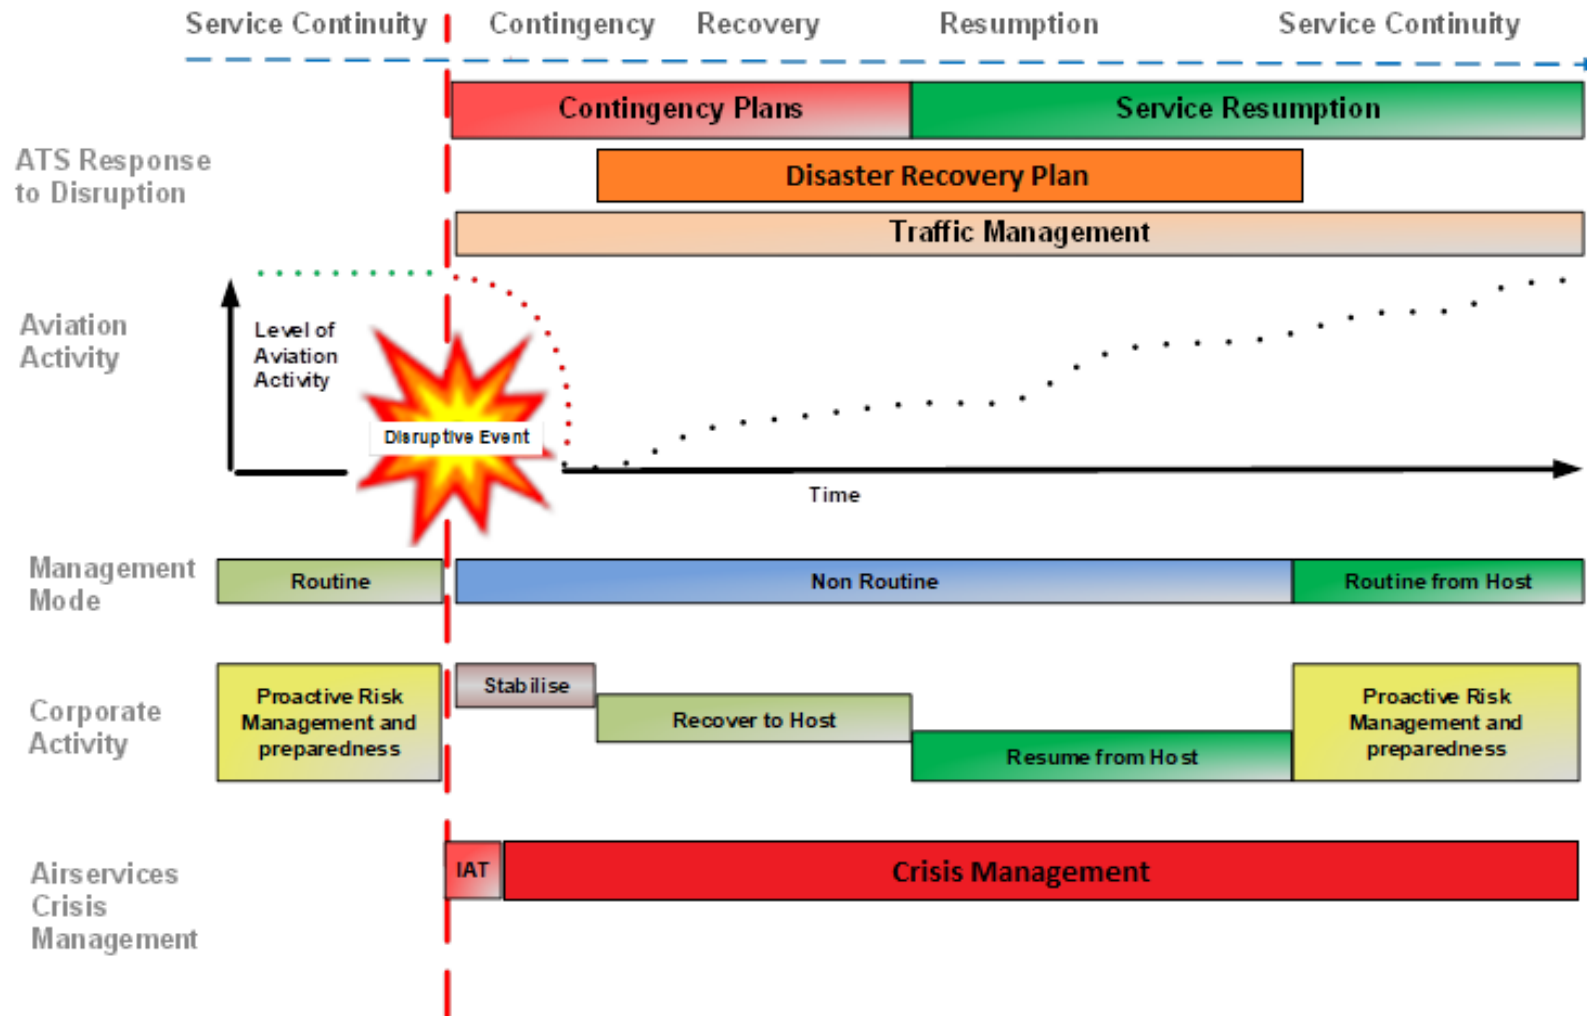 Service Continuity
Contingency
Recovery
Resumption
Service Continuity
Contingency Plans
Service Resumption
ATS Response
to Disruption
Disaster Recovery Plan
Traffic Management
Aviation
Activity
Level of
Aviation
Activity
Disruptive Event
Time
Management
Mode
Routine
Non Routine
Routine from Host
Corporate
Activity
Proactive Risk
Management and
preparedness
Stabilise
Recover to Host
Resume from Host
Proactive Risk
Management and
preparedness
Airservices
Crisis
Management
IAT
Crisis Management